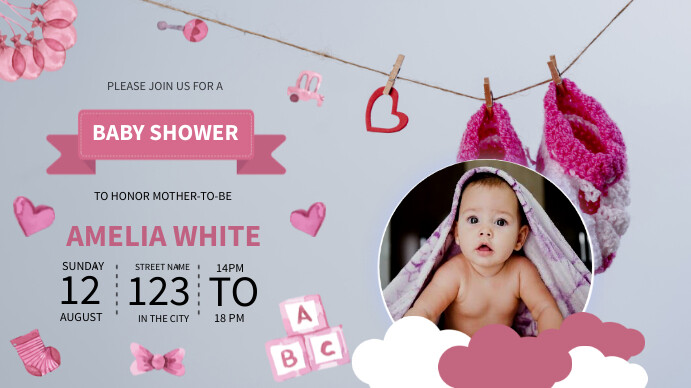 PLEASE JOIN US FOR A
BABY SHOWER
TO HONOR MOTHER-TO-BE
AMELIA WHITE
SUNDAY
12
AUGUST
STREET NAME
123
IN THE CITY
14PM
TO
18 PM
A
B C